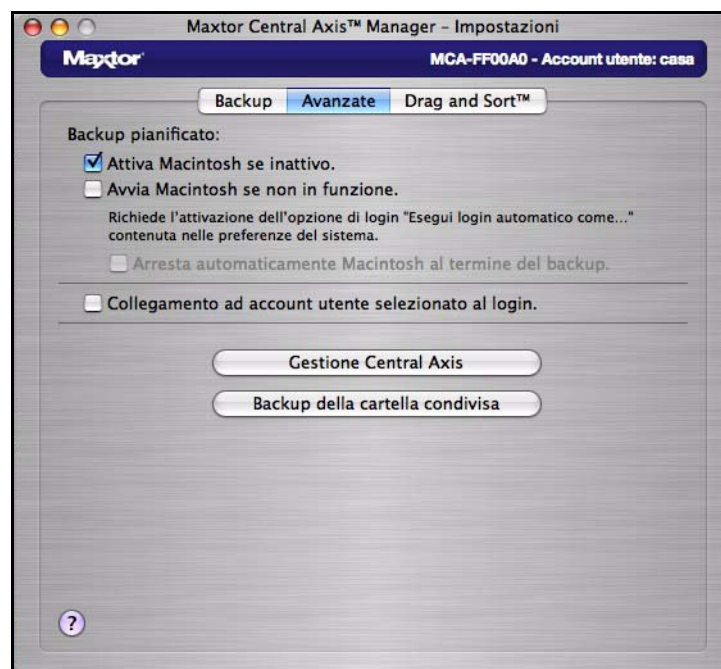 Maxtor Central Axis™ Manager – Impostazioni
Maxtor
MCA-FF00A0 - Account utente: casa
Backup Avanzate Drag and Sort™
Backup pianificato:
Attiva Macintosh se inattivo.
Avvia Macintosh se non in funzione.
Richiede l'attivazione dell'opzione di login "Esegui login automatico come..."
contenuta nelle preferenze del sistema.
Arresta automaticamente Macintosh al termine del backup.
Collegamento ad account utente selezionato al login.
Gestione Central Axis
Backup della cartella condivisa
?